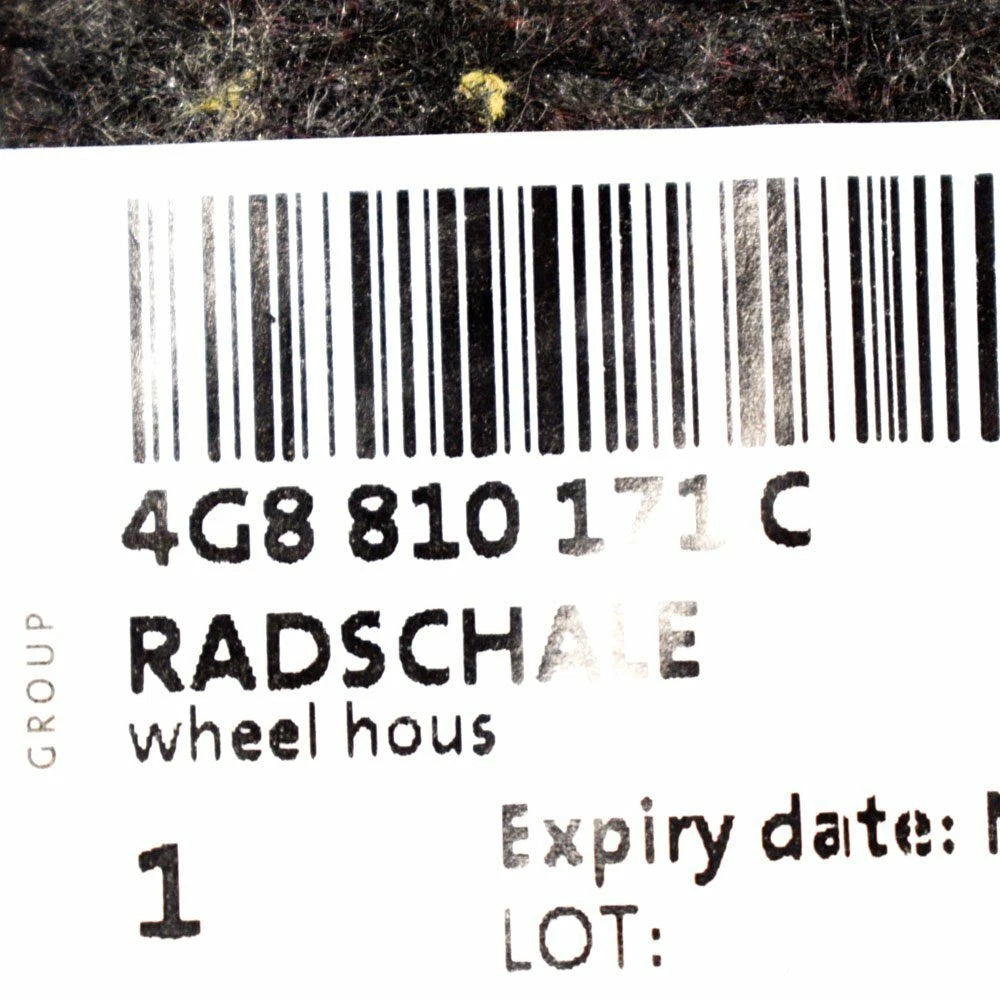 4G8 810 171 C
RADSCHALE
wheel hous
GROUP
1
Expiry date:
LOT: